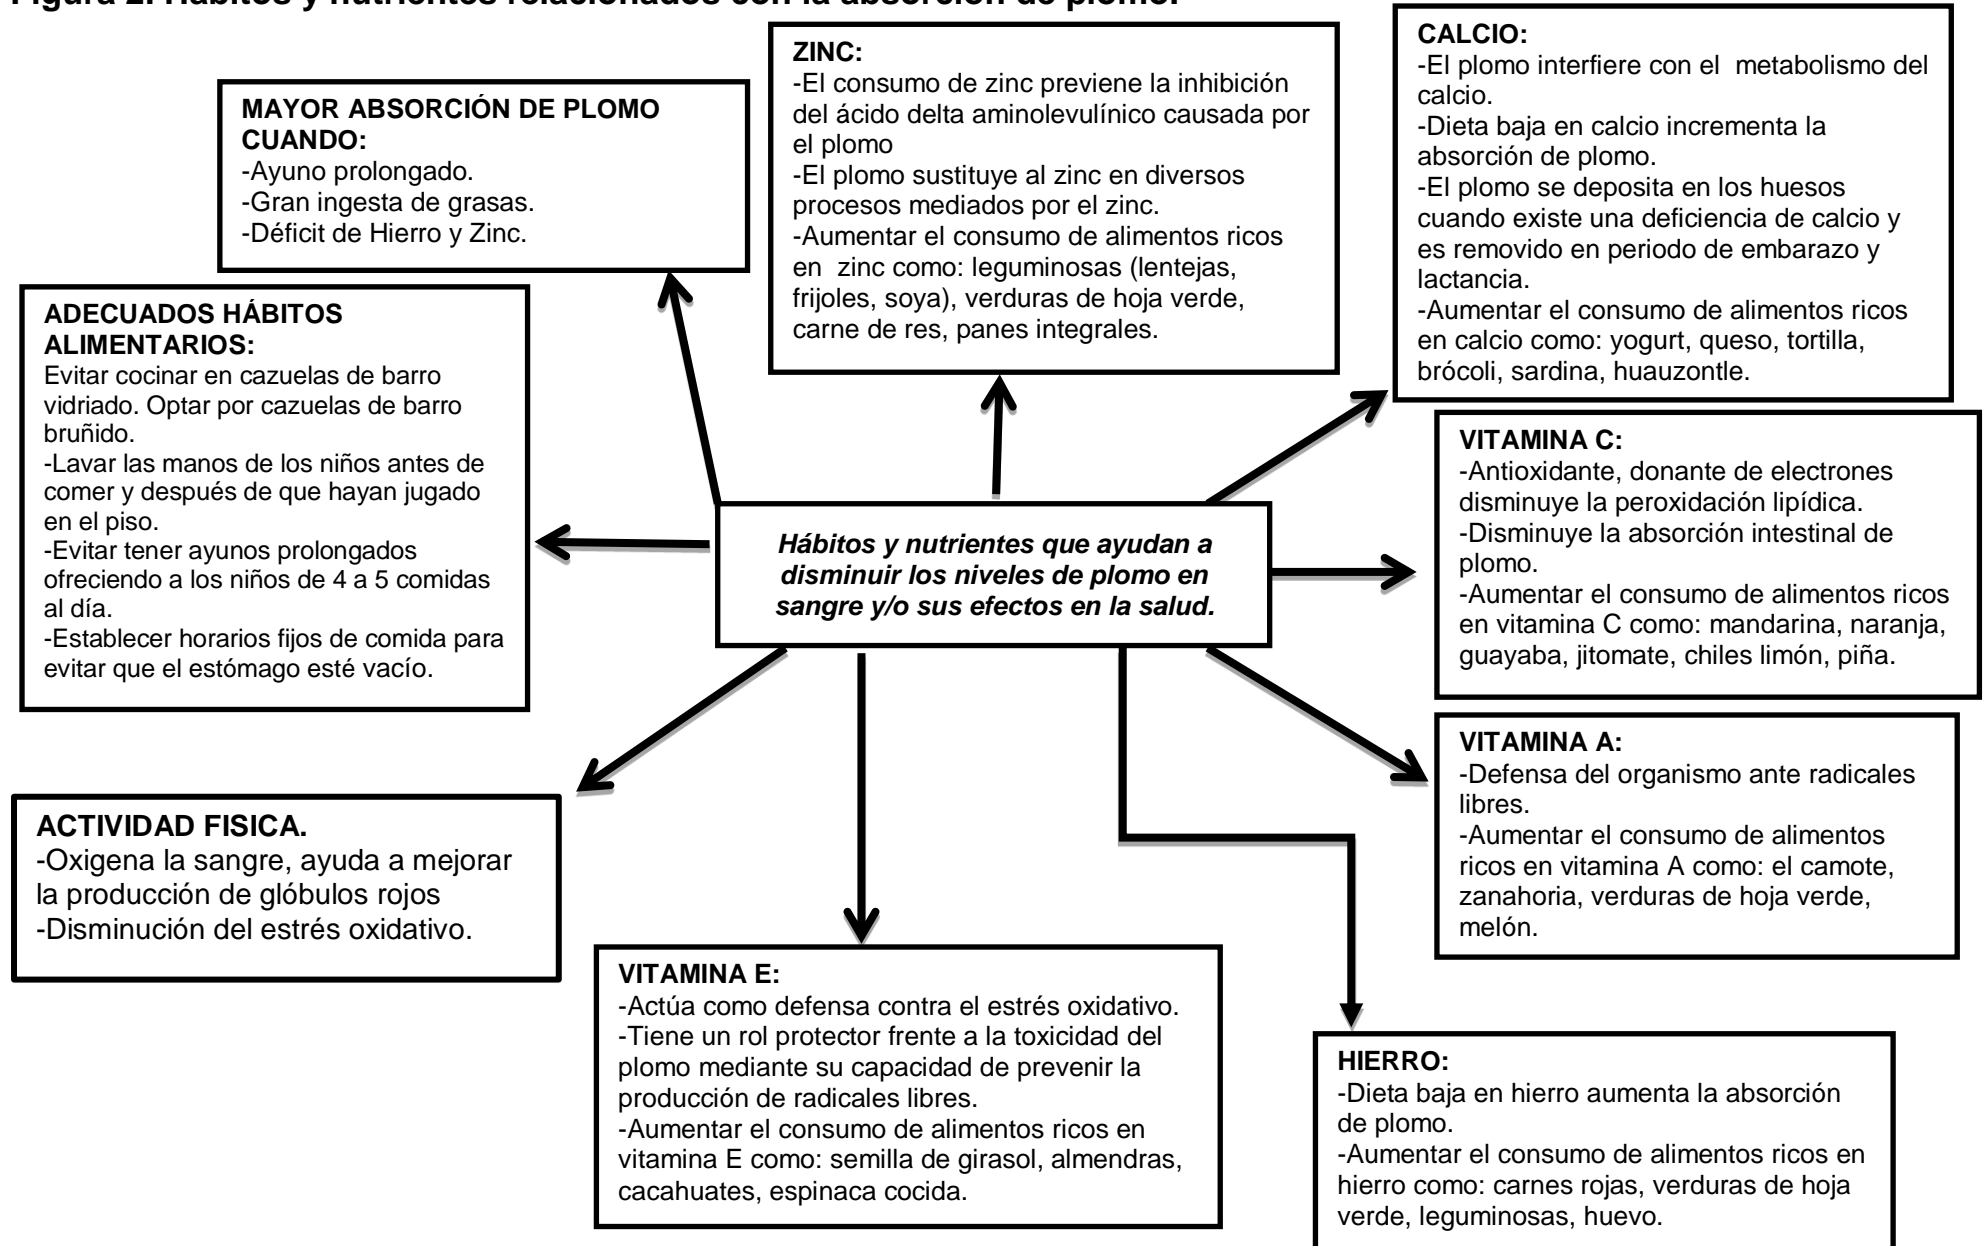 Figura 2. Hábitos y nutrientes relacionados con la absorción de plomo.
MAYOR ABSORCIÓN DE PLOMO
CUANDO:
-Ayuno prolongado.
-Gran ingesta de grasas.
-Déficit de Hierro y Zinc.
ZINC:
-El consumo de zinc previene la inhibición
del ácido delta aminolevulínico causada por
el plomo
-El plomo sustituye al zinc en diversos
procesos mediados por el zinc.
-Aumentar el consumo de alimentos ricos
en zinc como: leguminosas (lentejas,
frijoles, soya), verduras de hoja verde,
carne de res, panes integrales.
CALCIO:
-El plomo interfiere con el metabolismo del
calcio.
-Dieta baja en calcio incrementa la
absorción de plomo.
-El plomo se deposita en los huesos
cuando existe una deficiencia de calcio y
es removido en periodo de embarazo y
lactancia.
-Aumentar el consumo de alimentos ricos
en calcio como: yogurt, queso, tortilla,
brócoli, sardina, huauzontle.
ADECUADOS HÁBITOS
ALIMENTARIOS:
Evitar cocinar en cazuelas de barro
vidriado. Optar por cazuelas de barro
bruñido.
-Lavar las manos de los niños antes de
comer y después de que hayan jugado
en el piso.
-Evitar tener ayunos prolongados
ofreciendo a los niños de 4 a 5 comidas
al día.
-Establecer horarios fijos de comida para
evitar que el estómago esté vacío.
Hábitos y nutrientes que ayudan a
disminuir los niveles de plomo en
sangre y/o sus efectos en la salud.
VITAMINA C:
-Antioxidante, donante de electrones
disminuye la peroxidación lipídica.
-Disminuye la absorción intestinal de
plomo.
-Aumentar el consumo de alimentos ricos
en vitamina C como: mandarina, naranja,
guayaba, jitomate, chiles limón, piña.
VITAMINA A:
-Defensa del organismo ante radicales
libres.
-Aumentar el consumo de alimentos
ricos en vitamina A como: el camote,
zanahoria, verduras de hoja verde,
melón.
ACTIVIDAD FISICA.
-Oxigena la sangre, ayuda a mejorar
la producción de glóbulos rojos
-Disminución del estrés oxidativo.
VITAMINA E:
-Actúa como defensa contra el estrés oxidativo.
-Tiene un rol protector frente a la toxicidad del
plomo mediante su capacidad de prevenir la
producción de radicales libres.
-Aumentar el consumo de alimentos ricos en
vitamina E como: semilla de girasol, almendras,
cacahuates, espinaca cocida.
HIERRO:
-Dieta baja en hierro aumenta la absorción
de plomo.
-Aumentar el consumo de alimentos ricos en
hierro como: carnes rojas, verduras de hoja
verde, leguminosas, huevo.